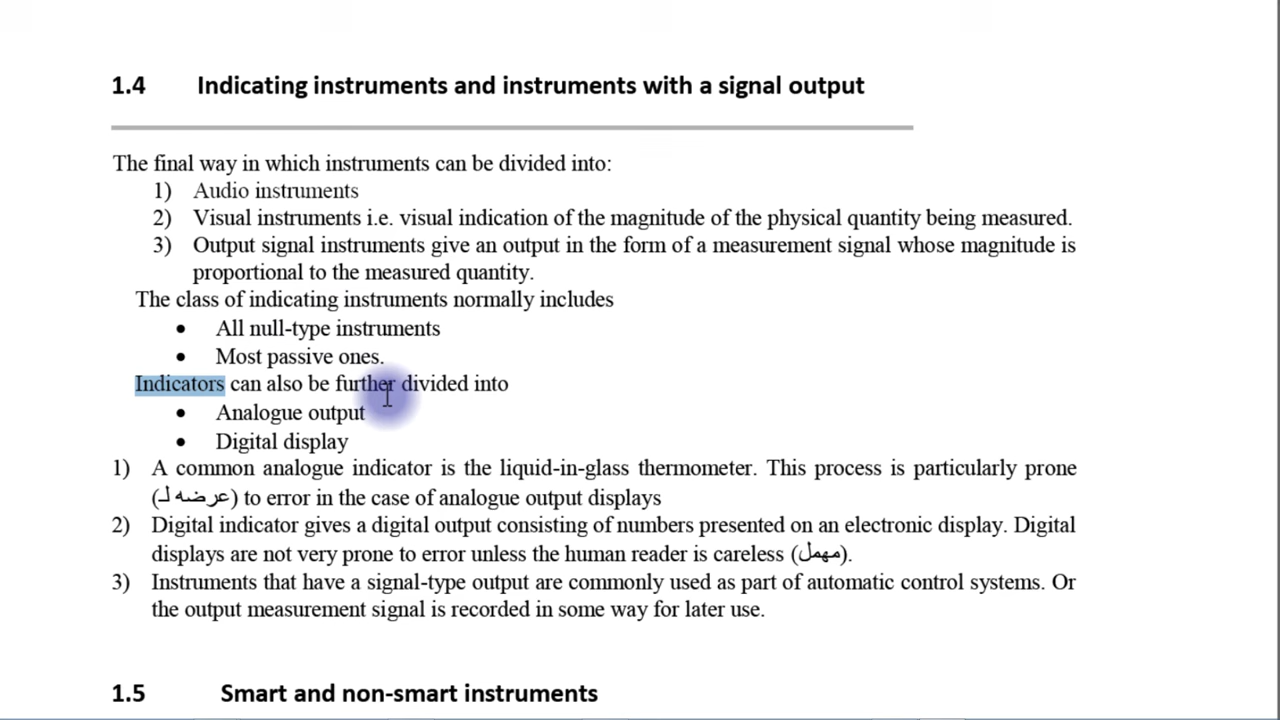 1.4 Indicating instruments and instruments with a signal output
The final way in which instruments can be divided into:
1) Audio instruments
2) Visual instruments i.e. visual indication of the magnitude of the physical quantity being measured.
3) Output signal instruments give an output in the form of a measurement signal whose magnitude is
proportional to the measured quantity.
The class of indicating instruments normally includes
• All null-type instruments
• Most passive ones.
Indicators can also be further divided into
• Analogue output
• Digital display
1) A common analogue indicator is the liquid-in-glass thermometer. This process is particularly prone
(عرضه لـ) to error in the case of analogue output displays
2) Digital indicator gives a digital output consisting of numbers presented on an electronic display. Digital
displays are not very prone to error unless the human reader is careless (مهمل).
3) Instruments that have a signal-type output are commonly used as part of automatic control systems. Or
the output measurement signal is recorded in some way for later use.
1.5 Smart and non-smart instruments